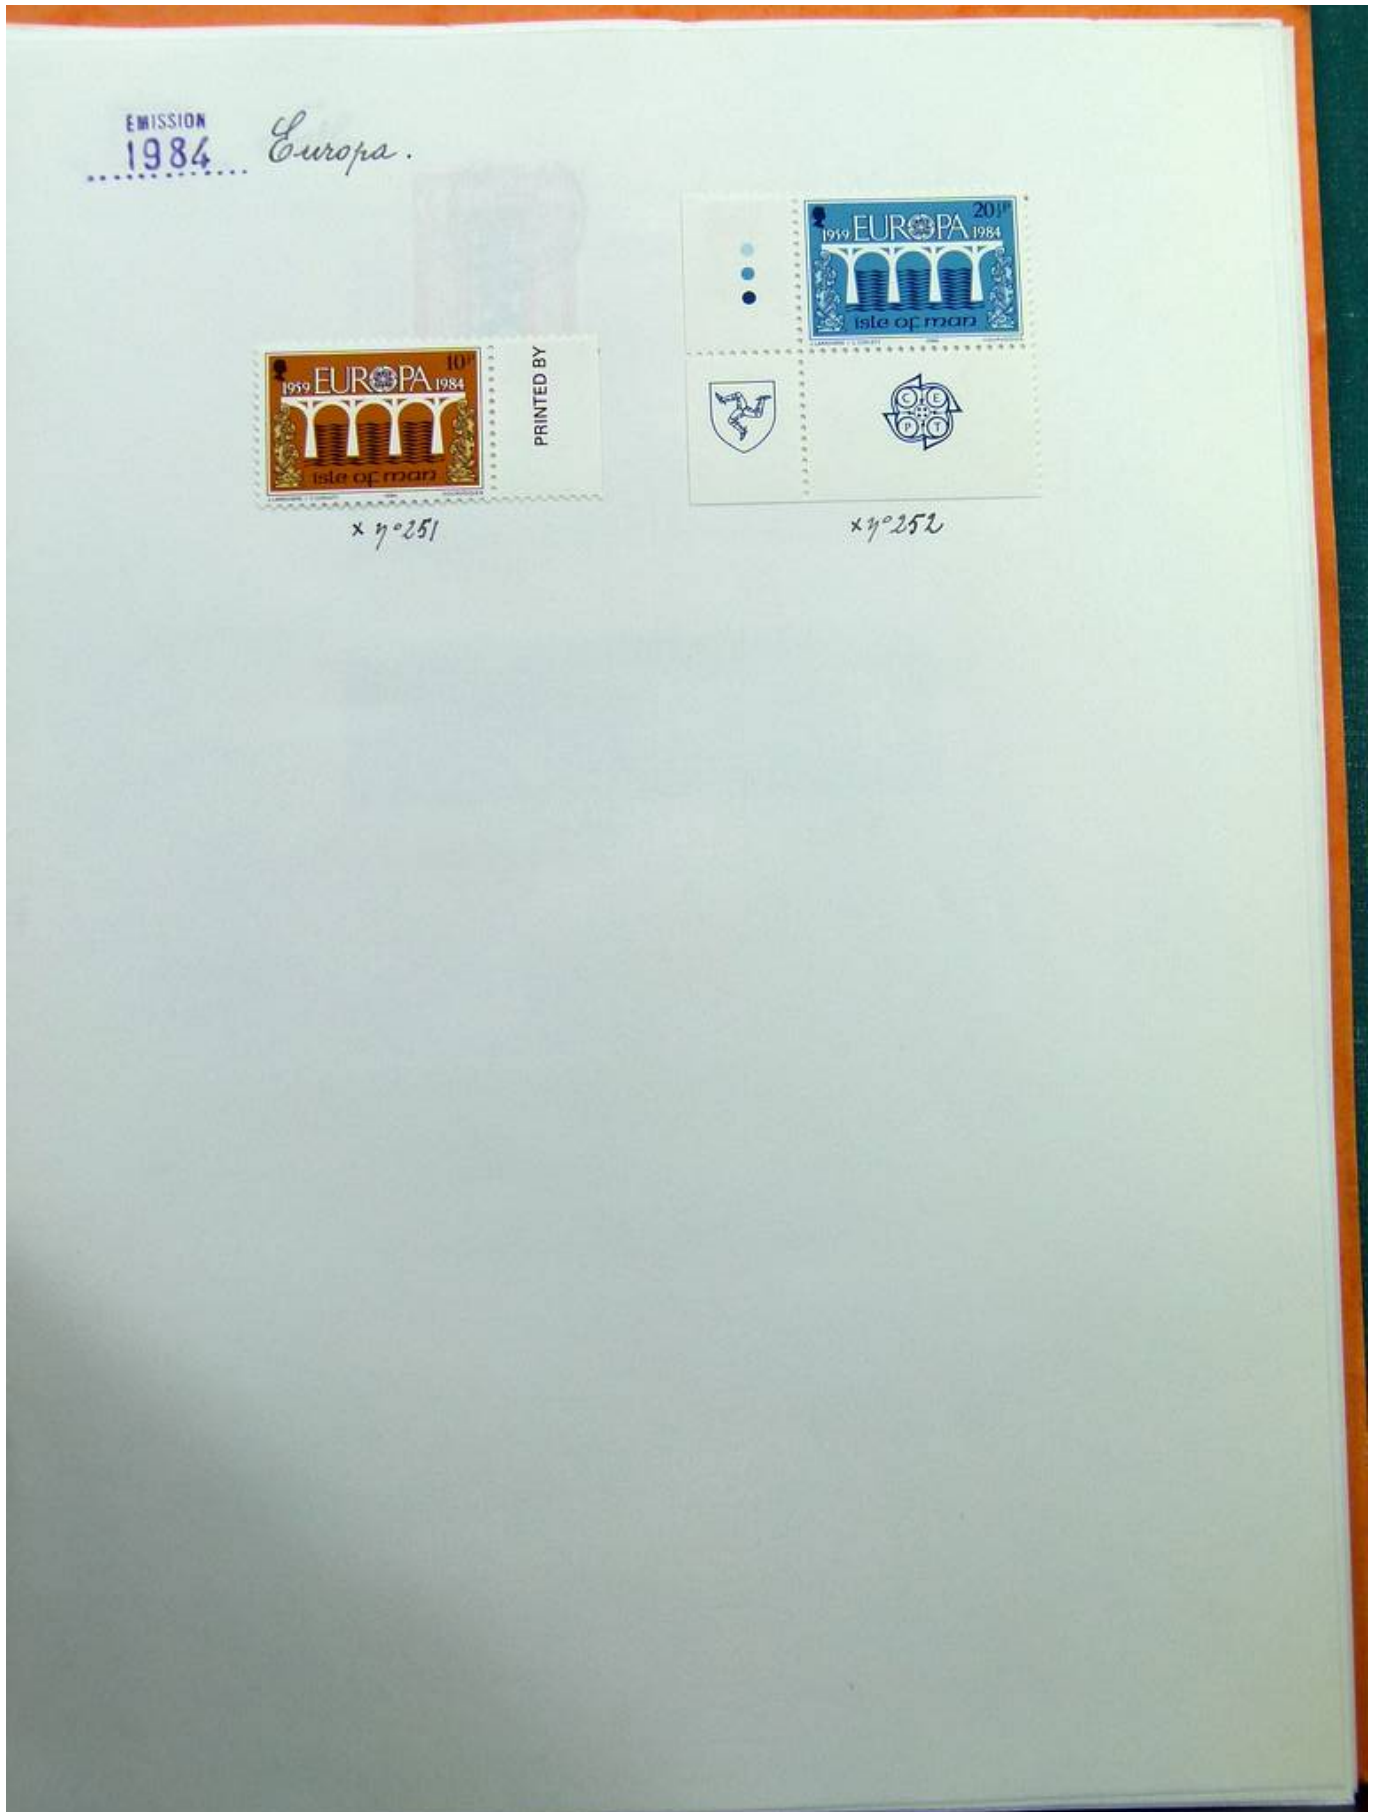 EMISSION
1984 Europa.
20½P
1959 EUROPA 1984
isle of man
10P
1959 EUROPA 1984
isle of man
PRINTED BY
C E
P T
x n°251
x n°252